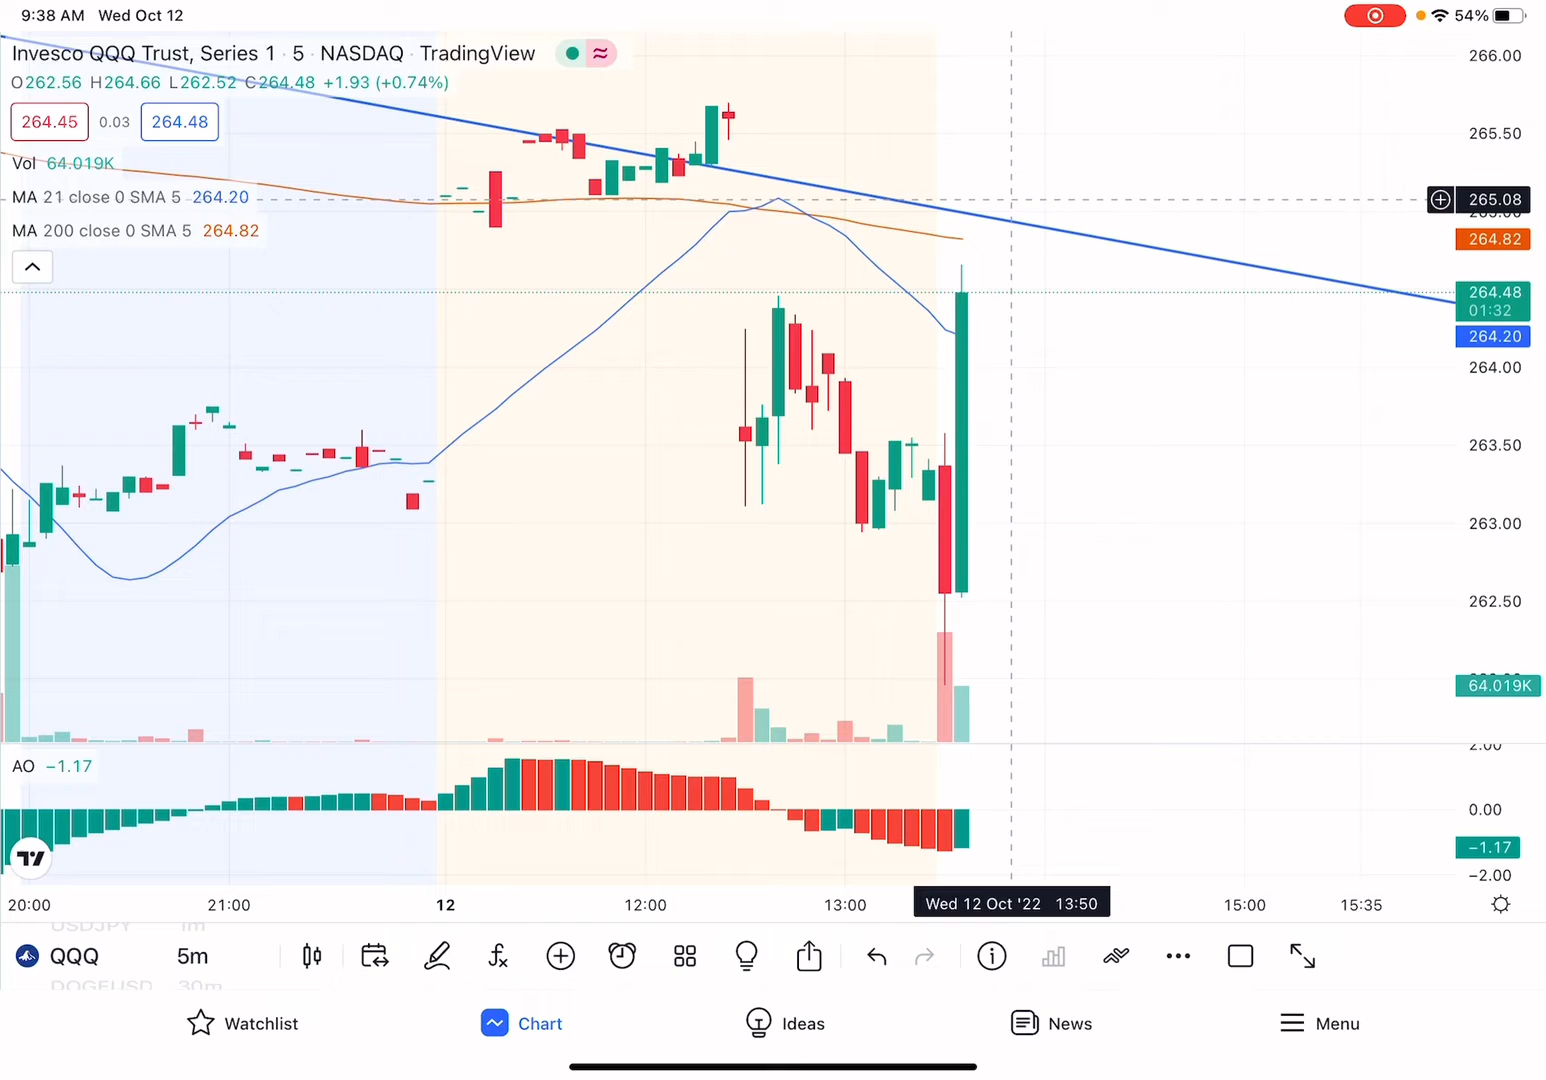 9:38 AM Wed Oct 12
54%
Invesco QQQ Trust, Series 1 · 5 · NASDAQ · TradingView
O262.56 H264.66 L262.52 C264.48 +1.93 (+0.74%)
264.45 0.03 264.48
Vol 64.019K
MA 21 close 0 SMA 5 264.20
MA 200 close 0 SMA 5 264.82
266.00
265.50
265.08
265.00
264.82
264.48
01:32
264.20
264.00
263.50
263.00
262.50
64.019K
AO −1.17
2.00
0.00
−1.17
−2.00
20:00 21:00 12 12:00 13:00 Wed 12 Oct '22 13:50 15:00 15:35
USDJPY 1m
QQQ 5m
DOGEUSD 30m
Watchlist Chart Ideas News Menu